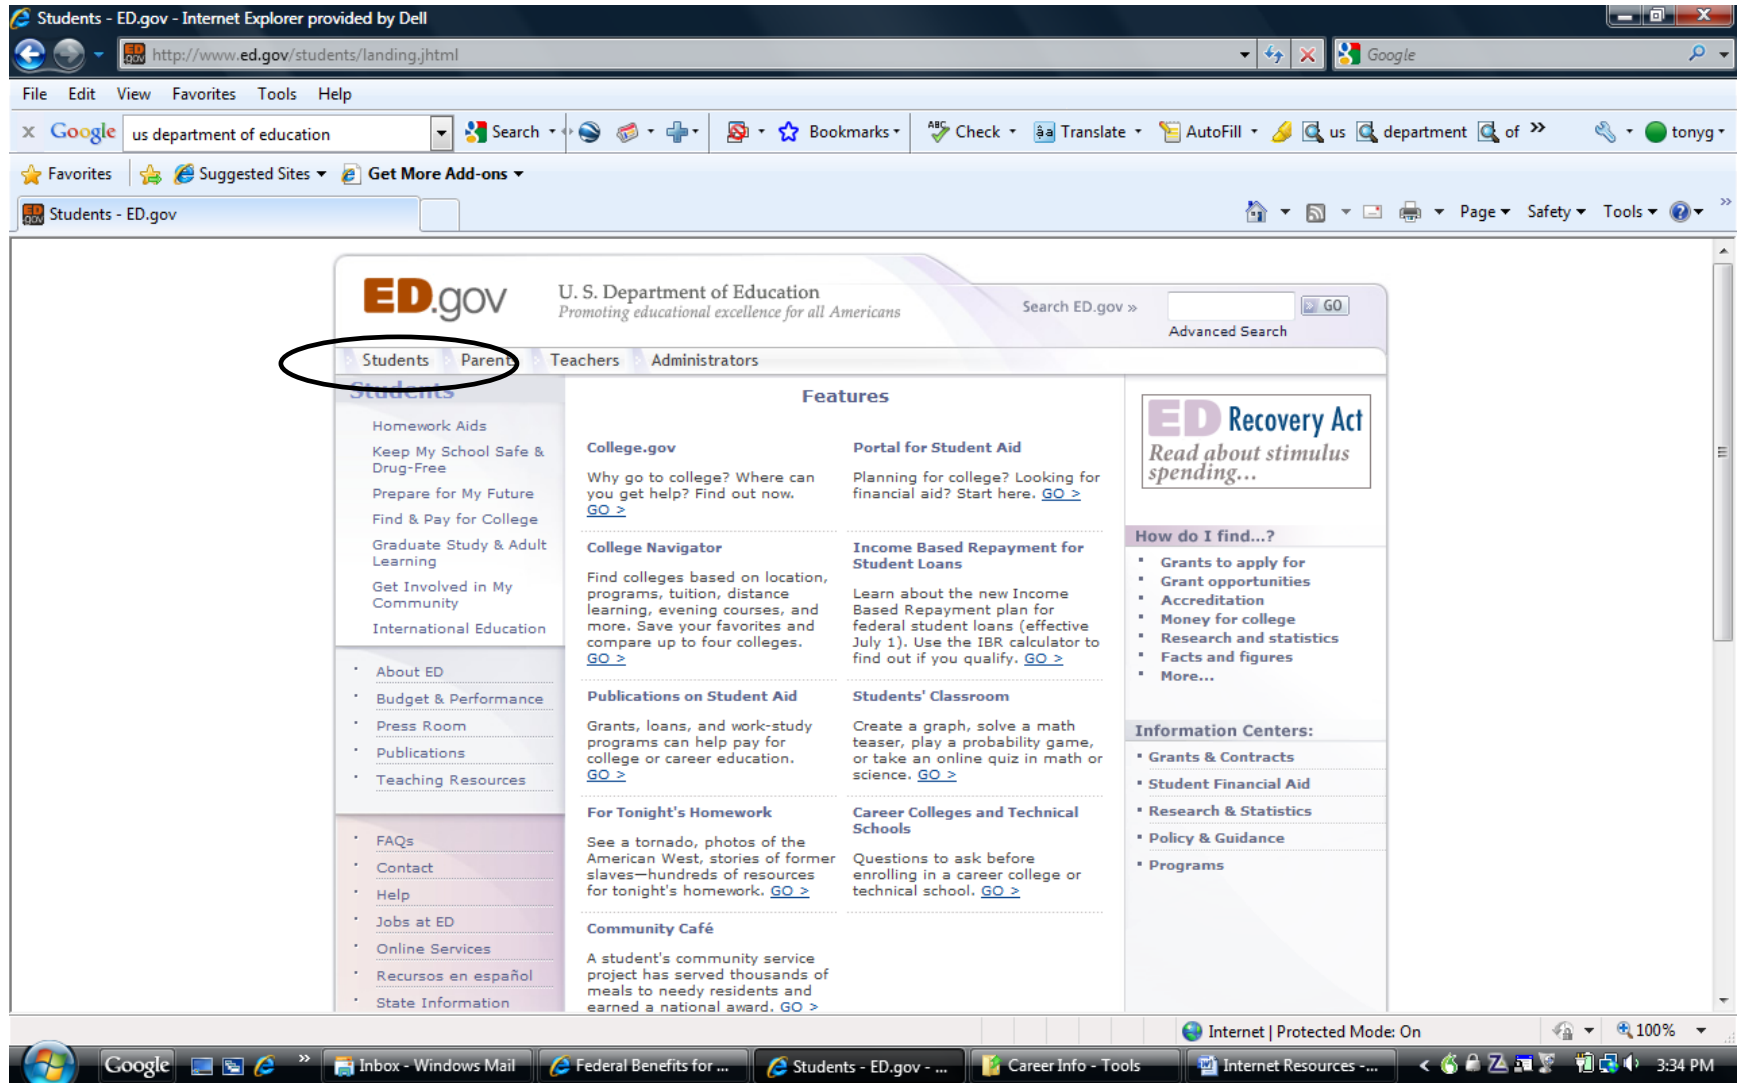 Students - ED.gov - Internet Explorer provided by Dell
http://www.ed.gov/students/landing.jhtml
Google
File Edit View Favorites Tools Help
x Google us department of education Search Bookmarks Check Translate AutoFill us department of » tonyg
Favorites Suggested Sites Get More Add-ons
Students - ED.gov
Page Safety Tools »
ED.gov
U. S. Department of Education
Promoting educational excellence for all Americans
Search ED.gov » GO
Advanced Search
Students Parents Teachers Administrators
Students
Homework Aids
Keep My School Safe &
Drug-Free
Prepare for My Future
Find & Pay for College
Graduate Study & Adult
Learning
Get Involved in My
Community
International Education
About ED
Budget & Performance
Press Room
Publications
Teaching Resources
FAQs
Contact
Help
Jobs at ED
Online Services
Recursos en español
State Information
Features
College.gov
Why go to college? Where can
you get help? Find out now.
GO >
College Navigator
Find colleges based on location,
programs, tuition, distance
learning, evening courses, and
more. Save your favorites and
compare up to four colleges.
GO >
Publications on Student Aid
Grants, loans, and work-study
programs can help pay for
college or career education.
GO >
For Tonight's Homework
See a tornado, photos of the
American West, stories of former
slaves—hundreds of resources
for tonight's homework. GO >
Community Café
A student's community service
project has served thousands of
meals to needy residents and
earned a national award. GO >
Portal for Student Aid
Planning for college? Looking for
financial aid? Start here. GO >
Income Based Repayment for
Student Loans
Learn about the new Income
Based Repayment plan for
federal student loans (effective
July 1). Use the IBR calculator to
find out if you qualify. GO >
Students' Classroom
Create a graph, solve a math
teaser, play a probability game,
or take an online quiz in math or
science. GO >
Career Colleges and Technical
Schools
Questions to ask before
enrolling in a career college or
technical school. GO >
ED Recovery Act
Read about stimulus
spending...
How do I find...?
Grants to apply for
Grant opportunities
Accreditation
Money for college
Research and statistics
Facts and figures
More...
Information Centers:
Grants & Contracts
Student Financial Aid
Research & Statistics
Policy & Guidance
Programs
Internet | Protected Mode: On 100%
Google » Inbox - Windows Mail Federal Benefits for ... Students - ED.gov - ... Career Info - Tools Internet Resources -... < 3:34 PM